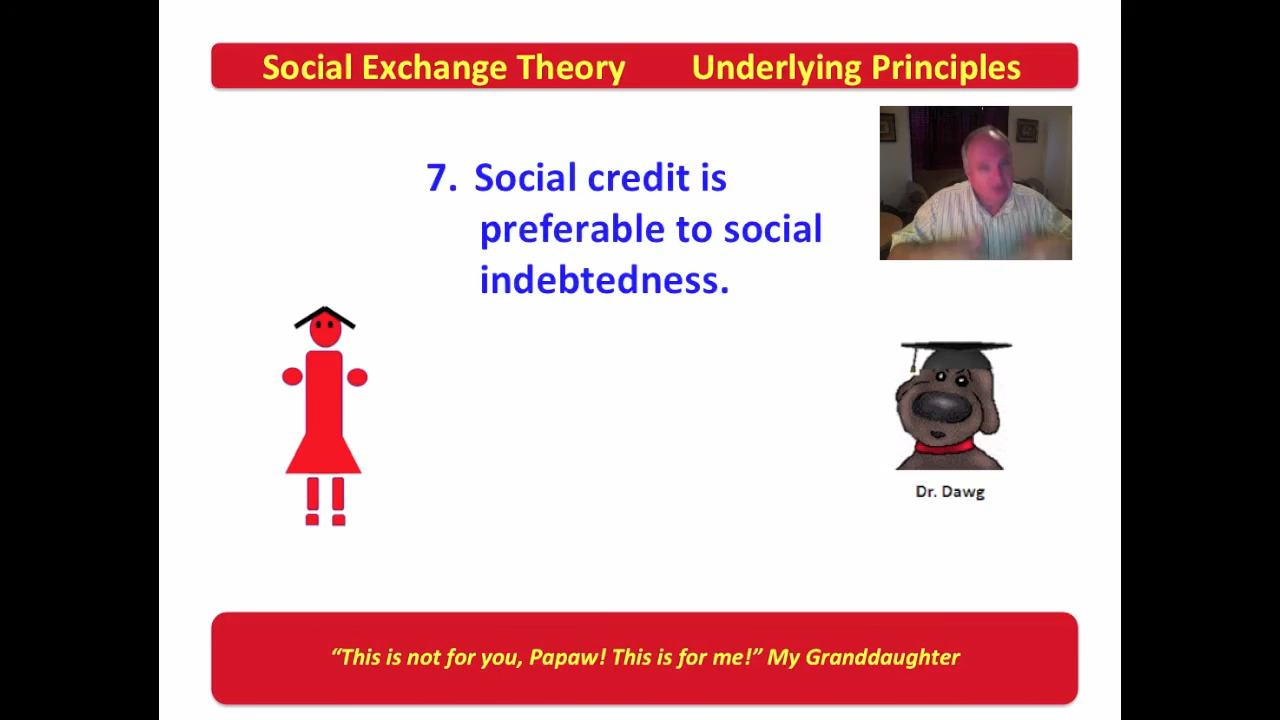 Social Exchange Theory Underlying Principles
7. Social credit is
preferable to social
indebtedness.
Dr. Dawg
“This is not for you, Papaw! This is for me!” My Granddaughter